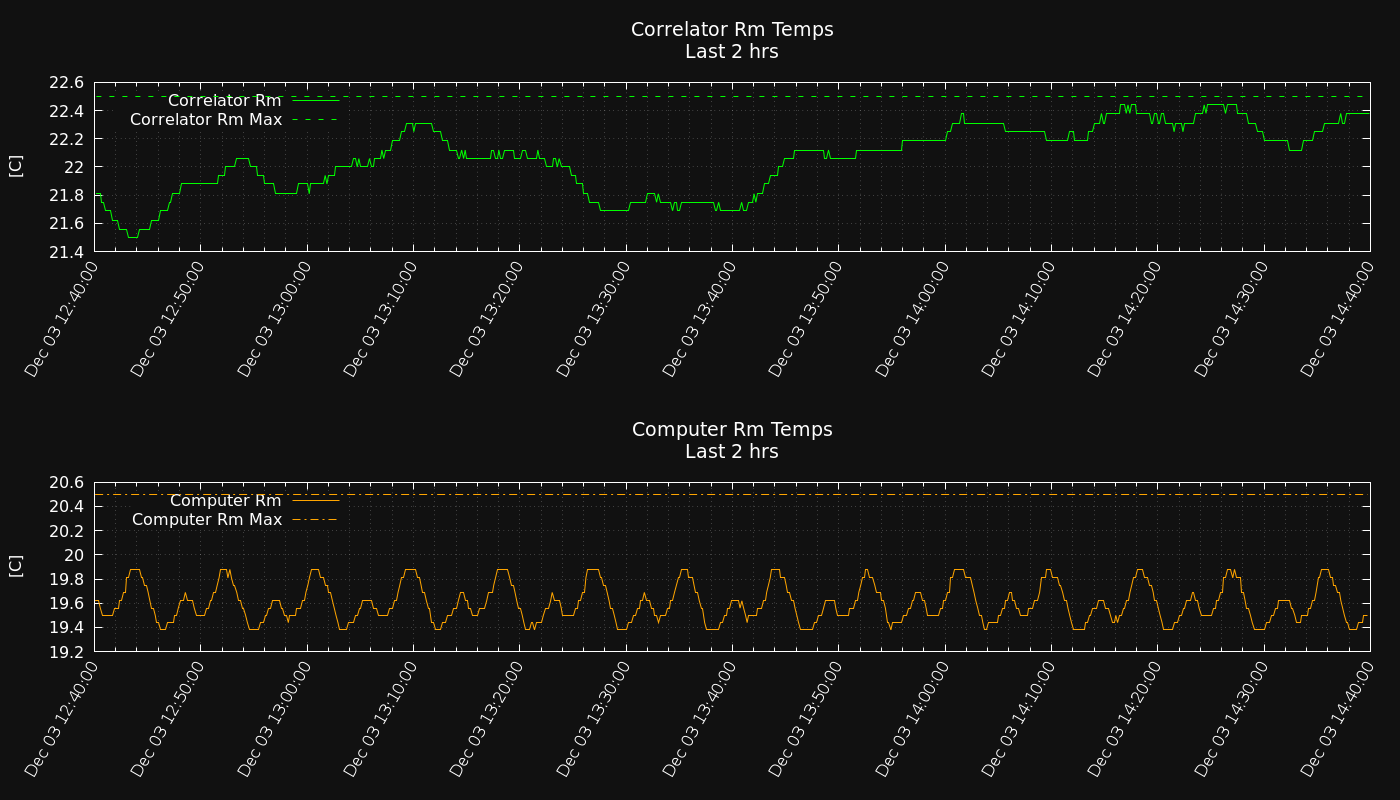 Correlator Rm Temps
Last 2 hrs
22.6
22.4
22.2
22
21.8
21.6
21.4
[C]
Correlator Rm
Correlator Rm Max
Dec 03 12:40:00
Dec 03 12:50:00
Dec 03 13:00:00
Dec 03 13:10:00
Dec 03 13:20:00
Dec 03 13:30:00
Dec 03 13:40:00
Dec 03 13:50:00
Dec 03 14:00:00
Dec 03 14:10:00
Dec 03 14:20:00
Dec 03 14:30:00
Dec 03 14:40:00
Computer Rm Temps
Last 2 hrs
20.6
20.4
20.2
20
19.8
19.6
19.4
19.2
[C]
Computer Rm
Computer Rm Max
Dec 03 12:40:00
Dec 03 12:50:00
Dec 03 13:00:00
Dec 03 13:10:00
Dec 03 13:20:00
Dec 03 13:30:00
Dec 03 13:40:00
Dec 03 13:50:00
Dec 03 14:00:00
Dec 03 14:10:00
Dec 03 14:20:00
Dec 03 14:30:00
Dec 03 14:40:00